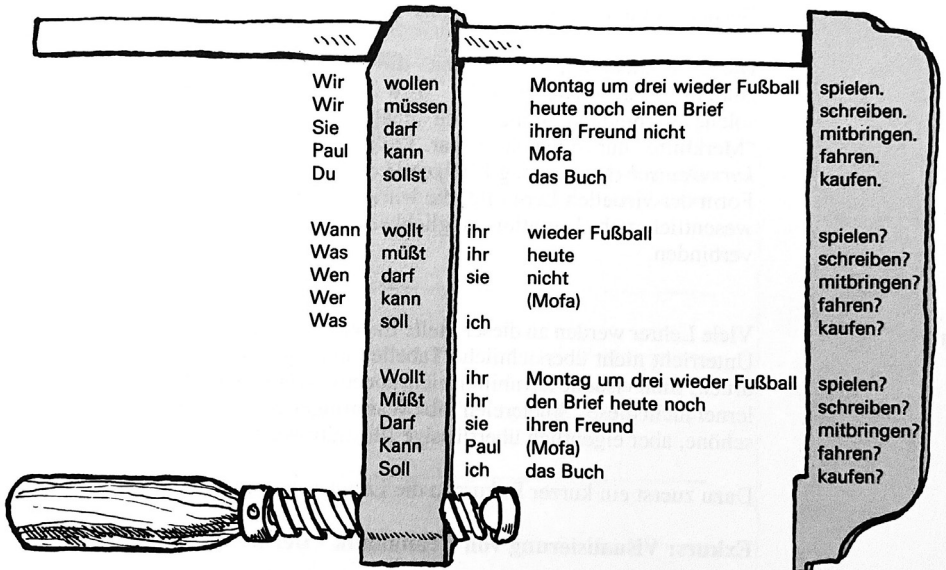 Wir wollen Montag um drei wieder Fußball spielen.
Wir müssen heute noch einen Brief schreiben.
Sie darf ihren Freund nicht mitbringen.
Paul kann Mofa fahren.
Du sollst das Buch kaufen.
Wann wollt ihr wieder Fußball spielen?
Was müßt ihr heute schreiben?
Wen darf sie nicht mitbringen?
Wer kann (Mofa) fahren?
Was soll ich kaufen?
Wollt ihr Montag um drei wieder Fußball spielen?
Müßt ihr den Brief heute noch schreiben?
Darf sie ihren Freund mitbringen?
Kann Paul (Mofa) fahren?
Soll ich das Buch kaufen?